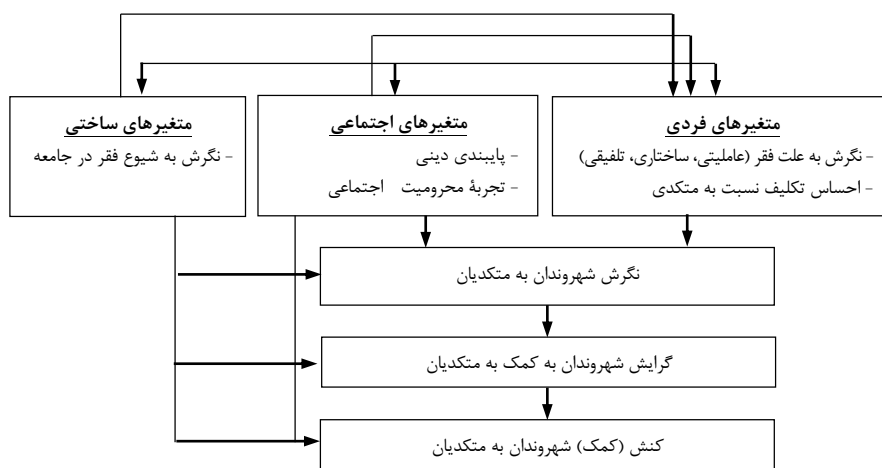 متغیرهای فردی
- نگرش به علت فقر (عاملیتی، ساختاری، تلفیقی)
- احساس تکلیف نسبت به متکدی
متغیرهای اجتماعی
- پایبندی دینی
- تجربهٔ محرومیت اجتماعی
متغیرهای ساختی
- نگرش به شیوع فقر در جامعه
نگرش شهروندان به متکدیان
گرایش شهروندان به کمک به متکدیان
کنش (کمک) شهروندان به متکدیان